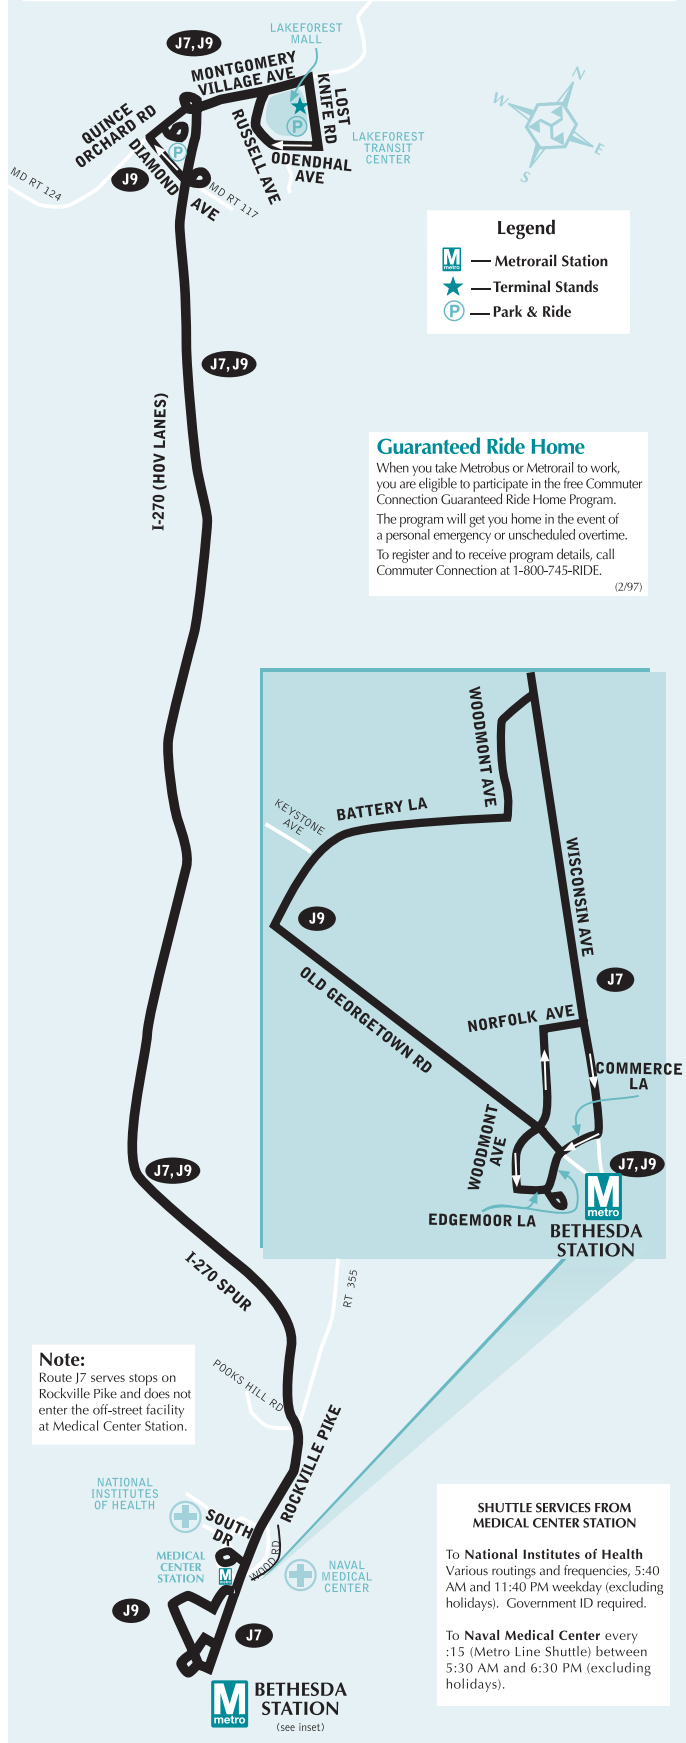 LAKEFOREST
MALL
J7, J9
MONTGOMERY
VILLAGE AVE
LOST
KNIFE RD
QUINCE
ORCHARD RD
P
P
RUSSELL AVE
LAKEFOREST
TRANSIT
CENTER
ODENDHAL
AVE
DIAMOND AVE
J9
MD RT 124
MD RT 117
N
W
E
S
Legend
M
metro
Metrorail Station
Terminal Stands
P
Park & Ride
J7, J9
I-270 (HOV LANES)
Guaranteed Ride Home
When you take Metrobus or Metrorail to work,
you are eligible to participate in the free Commuter
Connection Guaranteed Ride Home Program.
The program will get you home in the event of
a personal emergency or unscheduled overtime.
To register and to receive program details, call
Commuter Connection at 1-800-745-RIDE.
(2/97)
WOODMONT AVE
BATTERY LA
KEYSTONE
AVE
WISCONSIN AVE
J9
J7
OLD GEORGETOWN RD
NORFOLK AVE
COMMERCE
LA
WOODMONT
AVE
J7, J9
M
metro
EDGEMOOR LA
BETHESDA
STATION
J7, J9
I-270 SPUR
RT 355
Note:
Route J7 serves stops on
Rockville Pike and does not
enter the off-street facility
at Medical Center Station.
POOKS HILL RD
ROCKVILLE PIKE
NATIONAL
INSTITUTES
OF HEALTH
SOUTH
DR
MEDICAL
CENTER
STATION
M
WOOD RD
NAVAL
MEDICAL
CENTER
J9
J7
M
metro
BETHESDA
STATION
(see inset)
SHUTTLE SERVICES FROM
MEDICAL CENTER STATION
To National Institutes of Health
Various routings and frequencies, 5:40
AM and 11:40 PM weekday (excluding
holidays). Government ID required.
To Naval Medical Center every
:15 (Metro Line Shuttle) between
5:30 AM and 6:30 PM (excluding
holidays).